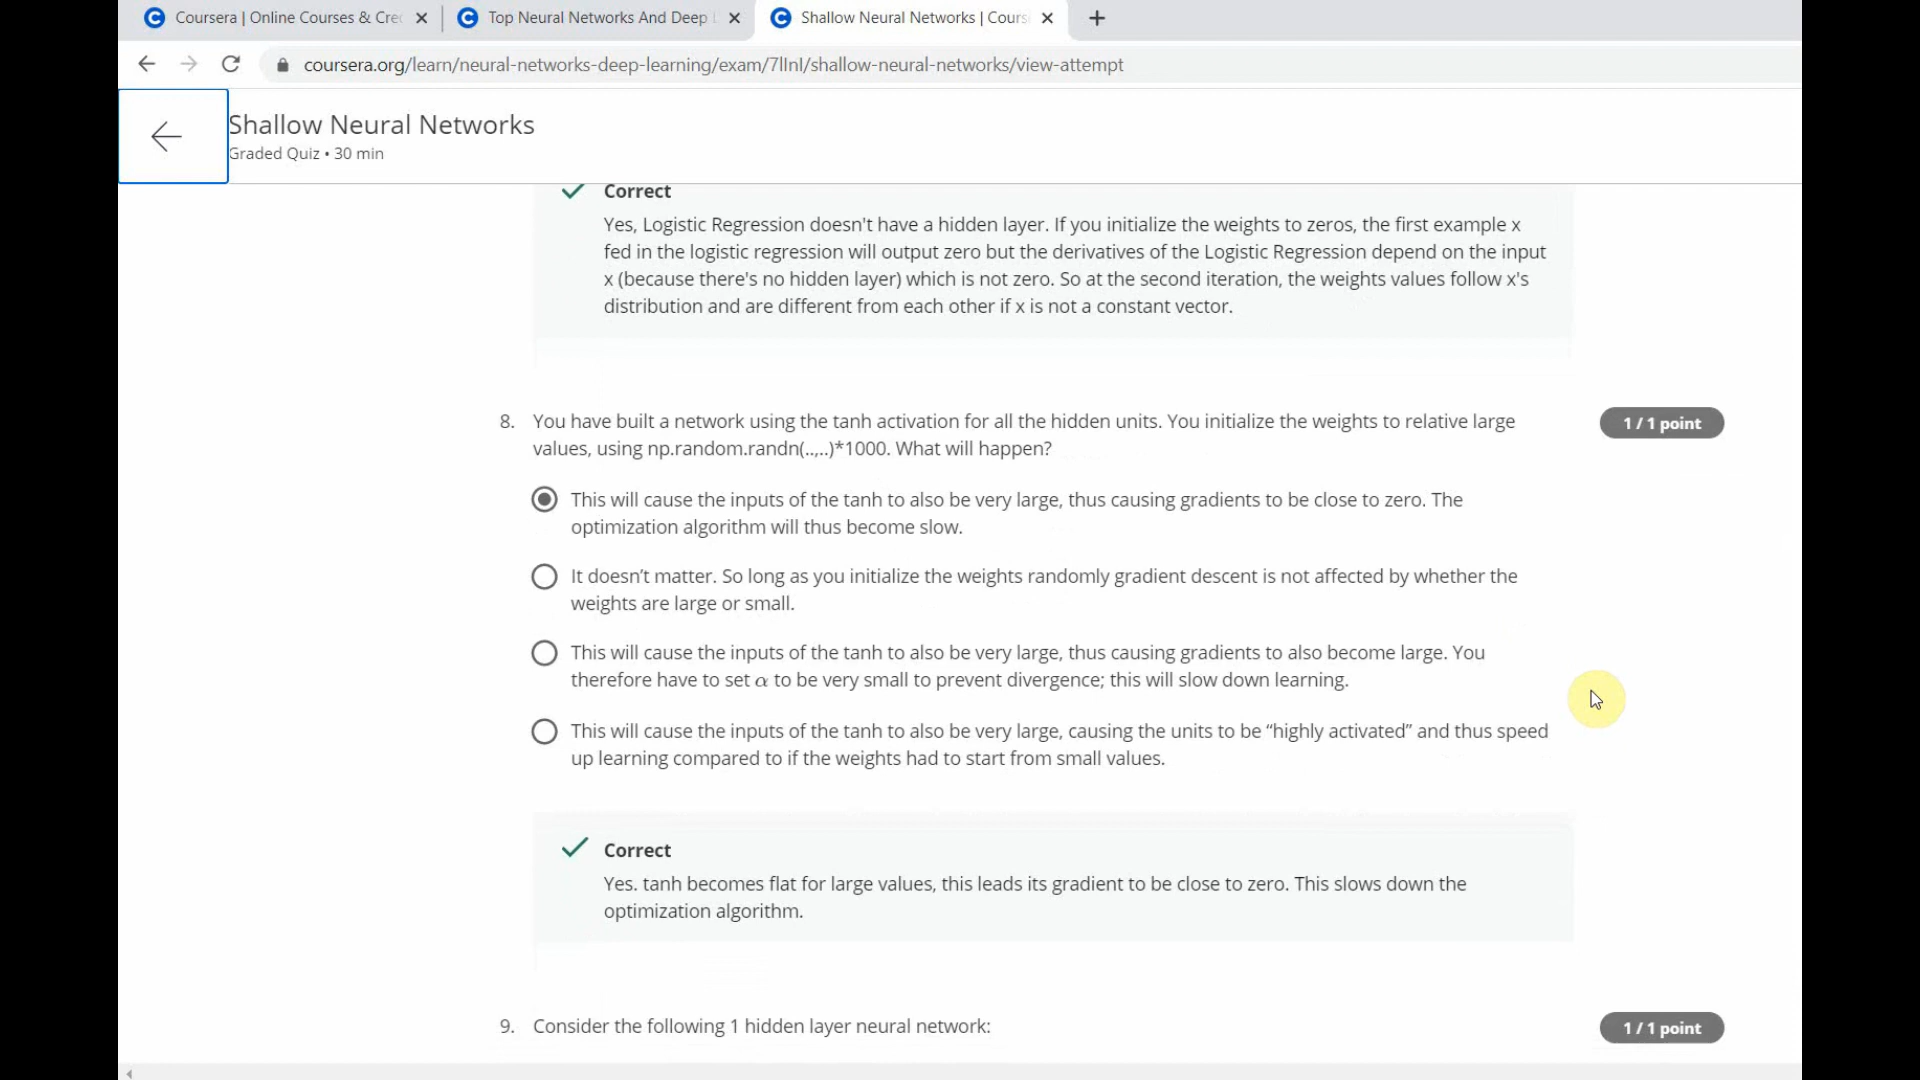 Coursera | Online Courses & Cre
Top Neural Networks And Deep
Shallow Neural Networks | Cours
coursera.org/learn/neural-networks-deep-learning/exam/7lInI/shallow-neural-networks/view-attempt
Shallow Neural Networks
Graded Quiz • 30 min
Correct
Yes, Logistic Regression doesn't have a hidden layer. If you initialize the weights to zeros, the first example x
fed in the logistic regression will output zero but the derivatives of the Logistic Regression depend on the input
x (because there's no hidden layer) which is not zero. So at the second iteration, the weights values follow x's
distribution and are different from each other if x is not a constant vector.
8. You have built a network using the tanh activation for all the hidden units. You initialize the weights to relative large
values, using np.random.randn(..,..)*1000. What will happen?
1 / 1 point
This will cause the inputs of the tanh to also be very large, thus causing gradients to be close to zero. The
optimization algorithm will thus become slow.
It doesn’t matter. So long as you initialize the weights randomly gradient descent is not affected by whether the
weights are large or small.
This will cause the inputs of the tanh to also be very large, thus causing gradients to also become large. You
therefore have to set α to be very small to prevent divergence; this will slow down learning.
This will cause the inputs of the tanh to also be very large, causing the units to be “highly activated” and thus speed
up learning compared to if the weights had to start from small values.
Correct
Yes. tanh becomes flat for large values, this leads its gradient to be close to zero. This slows down the
optimization algorithm.
9. Consider the following 1 hidden layer neural network:
1 / 1 point